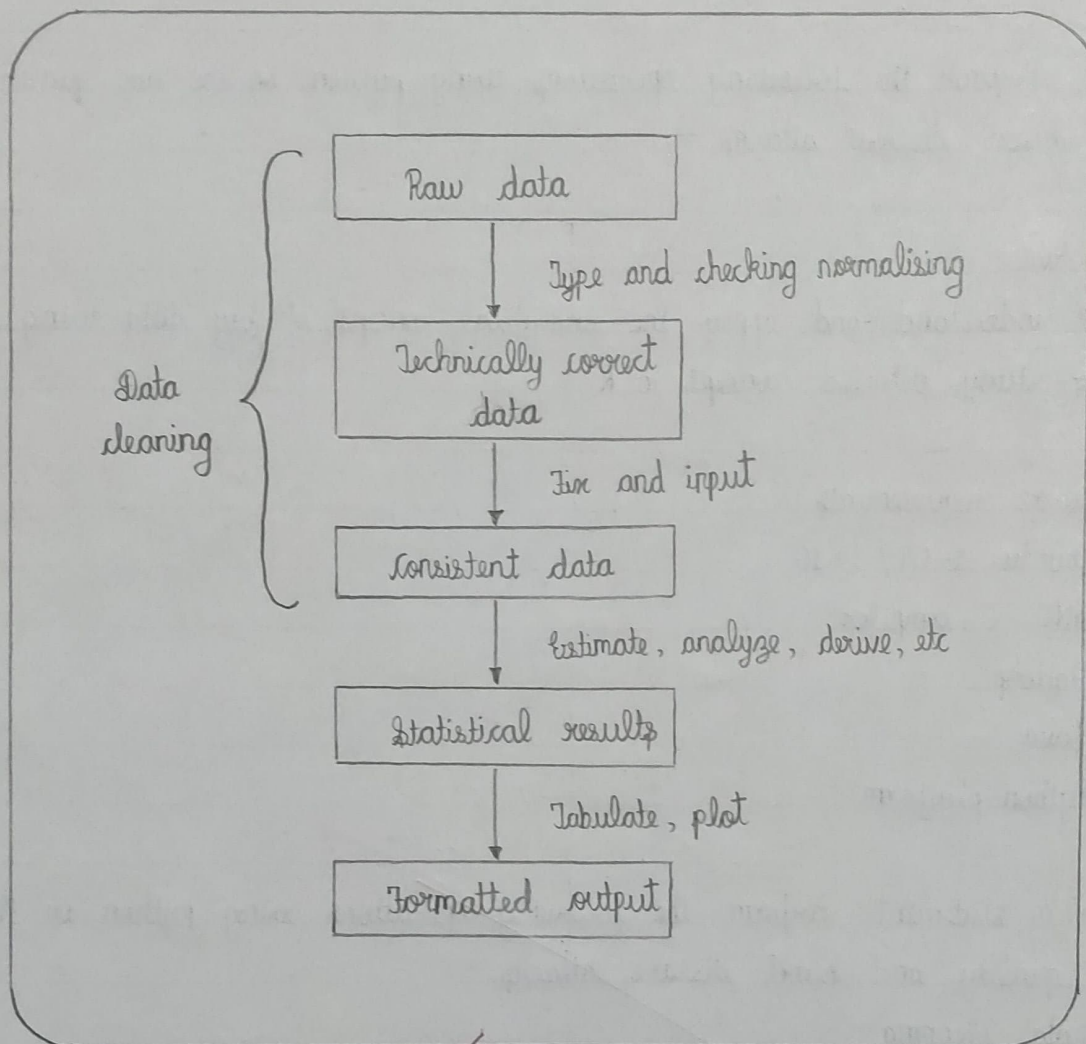 Raw data
Type and checking normalising
Technically correct
data
Data
cleaning
Fix and input
Consistent data
Estimate, analyze, derive, etc
Statistical results
Tabulate, plot
Formatted output